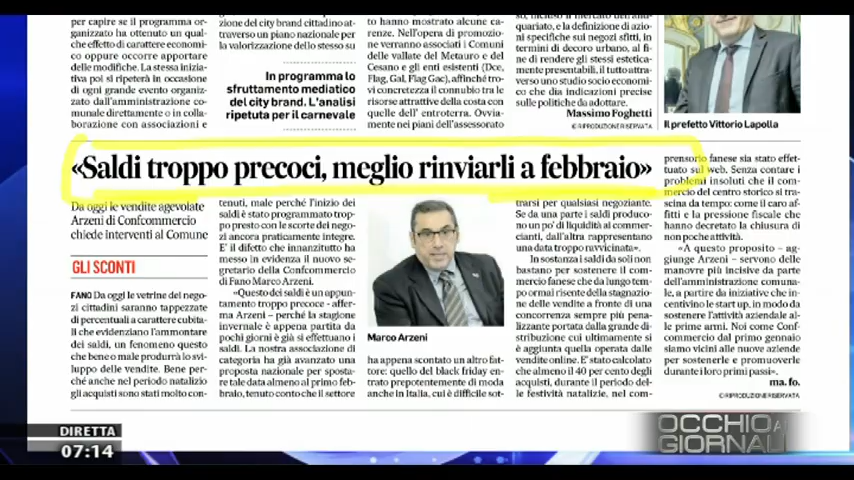 per capire se il programma
organizzato ha ottenuto un qual-
che effetto di carattere economi-
co oppure occorre apportare
delle modifiche. La stessa inizia-
tiva poi si ripeterà in occasione
di ogni grande evento organiz-
zato dall'amministrazione co-
munale direttamente o in colla-
borazione con associazioni e
zione del city brand cittadino at-
traverso un piano nazionale per
la valorizzazione dello stesso su
In programma lo
sfruttamento mediatico
del city brand. L'analisi
ripetuta per il carnevale
to hanno mostrato alcune ca-
renze. Nell'opera di promozio-
ne verranno associati i Comuni
delle vallate del Metauro e del
Cesano e gli enti esistenti (Dce,
Flag, Gal, Flag Gac), affinché tro-
vi concretezza il connubio tra le
risorse attrattive della costa con
quelle dell' entroterra. Ovvia-
mente nei piani dell'assessorato
quariato, e la definizione di azio-
ni specifiche sui negozi sfitti, in
termini di decoro urbano, al fi-
ne di rendere gli stessi estetica-
mente presentabili, il tutto attra-
verso uno studio socio economi-
co che dia indicazioni precise
sulle politiche da adottare.
Massimo Foghetti
©RIPRODUZIONE RISERVATA
Il prefetto Vittorio Lapolla
«Saldi troppo precoci, meglio rinviarli a febbraio»
Da oggi le vendite agevolate
Arzeni di Confcommercio
chiede interventi al Comune
GLI SCONTI
FANO Da oggi le vetrine dei nego-
zi cittadini saranno tappezzate
di percentuali a carattere cubita-
li che evidenziano l'ammontare
dei saldi, un fenomeno questo
che bene o male produrrà lo svi-
luppo delle vendite. Bene per-
ché anche nel periodo natalizio
gli acquisti sono stati molto con-
tenuti, male perché l'inizio dei
saldi è stato programmato trop-
po presto con le scorte dei nego-
zi ancora praticamente integre.
E' il difetto che innanzitutto ha
messo in evidenza il nuovo se-
gretario della Confcommercio
di Fano Marco Arzeni.
«Questo dei saldi è un appun-
tamento troppo precoce - affer-
ma Arzeni – perché la stagione
invernale è appena partita da
pochi giorni e già si effettuano i
saldi. La nostra associazione di
categoria ha già avanzato una
proposta nazionale per sposta-
re tale data almeno al primo feb-
braio, tenuto conto che il settore
Marco Arzeni
ha appena scontato un altro fat-
tore: quello del black friday en-
trato prepotentemente di moda
anche in Italia, cui è difficile sot-
trarsi per qualsiasi negoziante.
Se da una parte i saldi produco-
no un po' di liquidità ai commer-
cianti, dall'altra rappresentano
una data troppo ravvicinata».
In sostanza i saldi da soli non
bastano per sostenere il com-
mercio fanese che da lungo tem-
po ormai risente della stagnazio-
ne delle vendite a fronte di una
concorrenza sempre più pena-
lizzante portata dalla grande di-
stribuzione cui ultimamente si
è aggiunta quella operata dalle
vendite online. E' stato calcolato
che almeno il 40 per cento degli
acquisti, durante il periodo del-
le festività natalizie, nel com-
prensorio fanese sia stato effet-
tuato sul web. Senza contare i
problemi insoluti che il com-
mercio del centro storico si tra-
scina da tempo: come il caro af-
fitti e la pressione fiscale che
hanno decretato la chiusura di
non poche attività.
«A questo proposito – ag-
giunge Arzeni – servono delle
manovre più incisive da parte
dell'amministrazione comuna-
le, a partire da iniziative che in-
centivino le start up, in modo da
sostenere l'attività aziendale al-
le prime armi. Noi come Conf-
commercio dal primo gennaio
siamo vicini alle nuove aziende
per sostenerle e promuoverle
durante i loro primi passi».
ma. fo.
©RIPRODUZIONE RISERVATA
DIRETTA
07:14
OCCHIO AI
GIORNALI